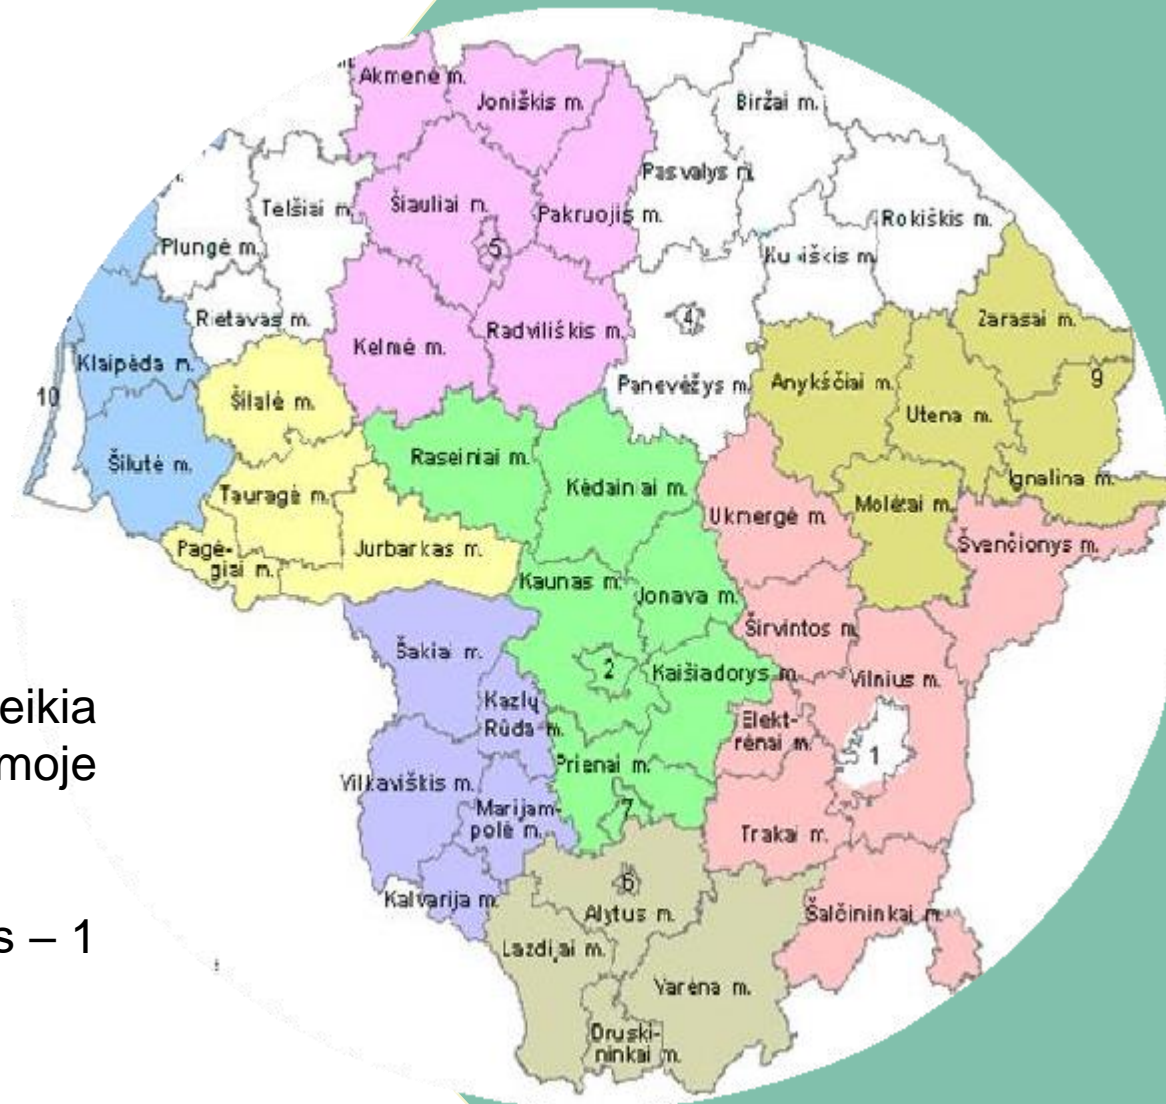 Akmenė m.
Joniškis m.
Biržai m.
Pasvalys m
Telšiai m.
Šiauliai m.
Pakruojis m.
Rokiškis m.
Plungė m.
5
Ku iškis m.
Rietavas m.
4
Zarasai m.
Radviliškis m.
Kelmė m.
Klaipėda m.
Panevėžys m.
Anykščiai m.
9
10
Šilalė m.
Utena m.
Raseiniai m.
Šilutė m.
Kėdainiai m.
Ignalina m.
Tauragė m.
Molėtai m.
Ukmergė m.
Švenčionys m.
Pagė-
giai m.
Jurbarkas m.
Kaunas m.
Jonava m.
Širvintos m.
Šakiai m.
2
Kaišiadorys m.
Vilnius m.
eikia
Kazlų
Rūda m.
Elekt-
rėnai m.
moje
1
Prienai m.
Vilkaviškis m.
Marijam-
polė m.
7
Trakai m.
6
Kalvarija m.
Alytus m.
Šalčininkai m.
s – 1
Lazdijai m.
Varėna m.
Druski-
ninkai m.